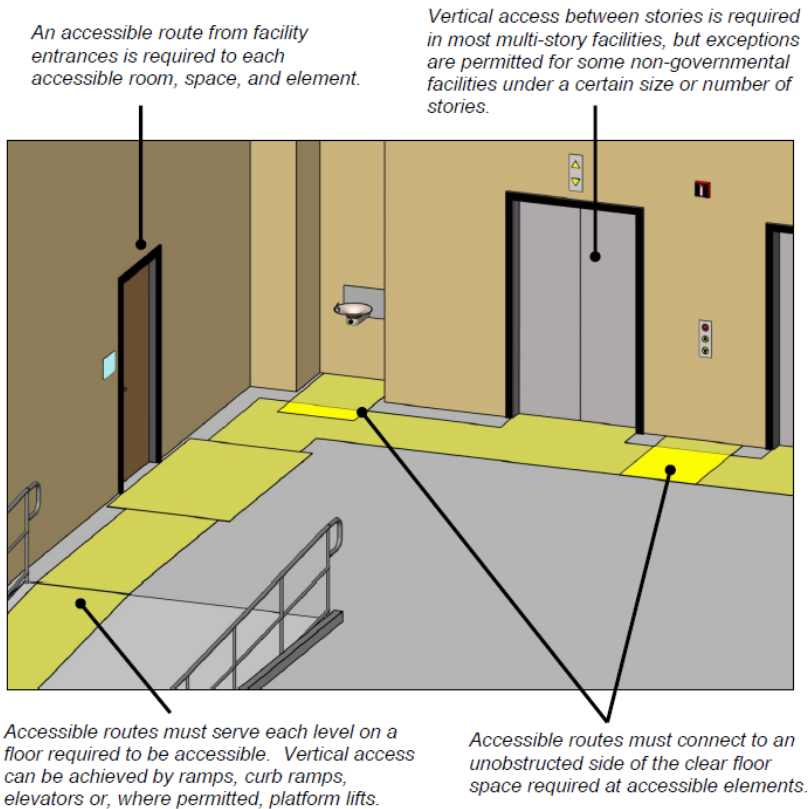 An accessible route from facility
entrances is required to each
accessible room, space, and element.
Vertical access between stories is required
in most multi-story facilities, but exceptions
are permitted for some non-governmental
facilities under a certain size or number of
stories.
Accessible routes must serve each level on a
floor required to be accessible.  Vertical access
can be achieved by ramps, curb ramps,
elevators or, where permitted, platform lifts.
Accessible routes must connect to an
unobstructed side of the clear floor
space required at accessible elements.